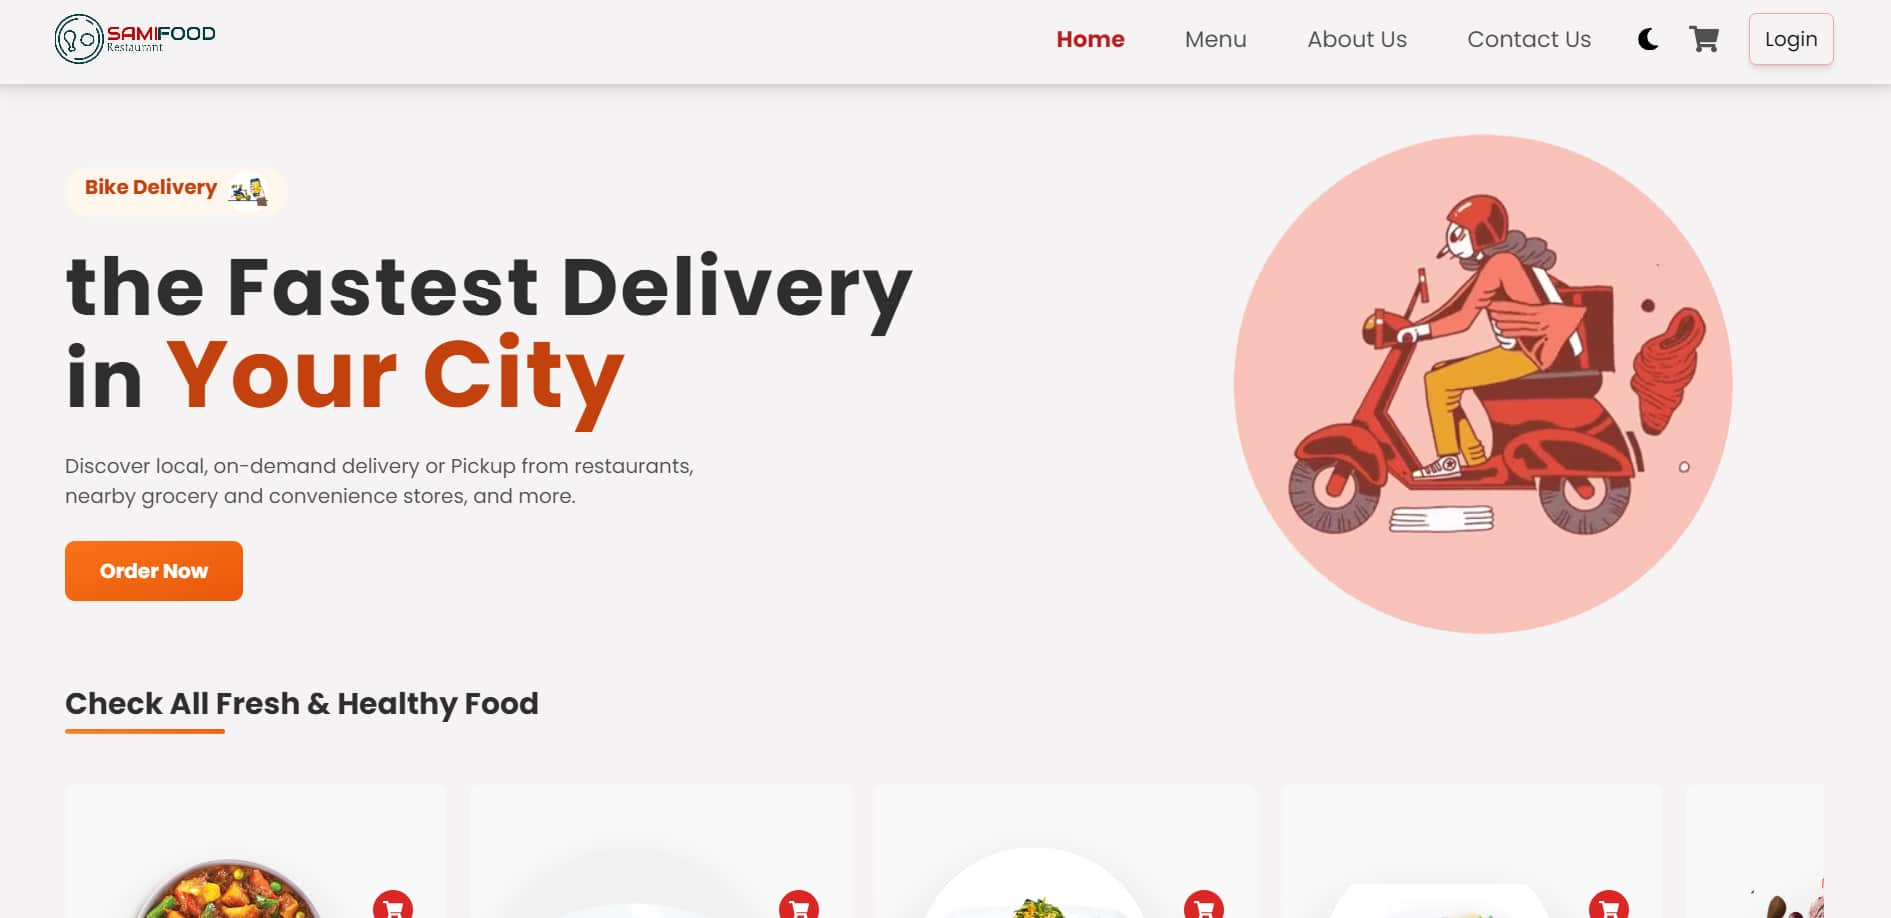 SAMIFOOD
Restaurant
Home
Menu
About Us
Contact Us
Login
Bike Delivery
the Fastest Delivery
in Your City
Discover local, on-demand delivery or Pickup from restaurants,
nearby grocery and convenience stores, and more.
Order Now
Check All Fresh & Healthy Food